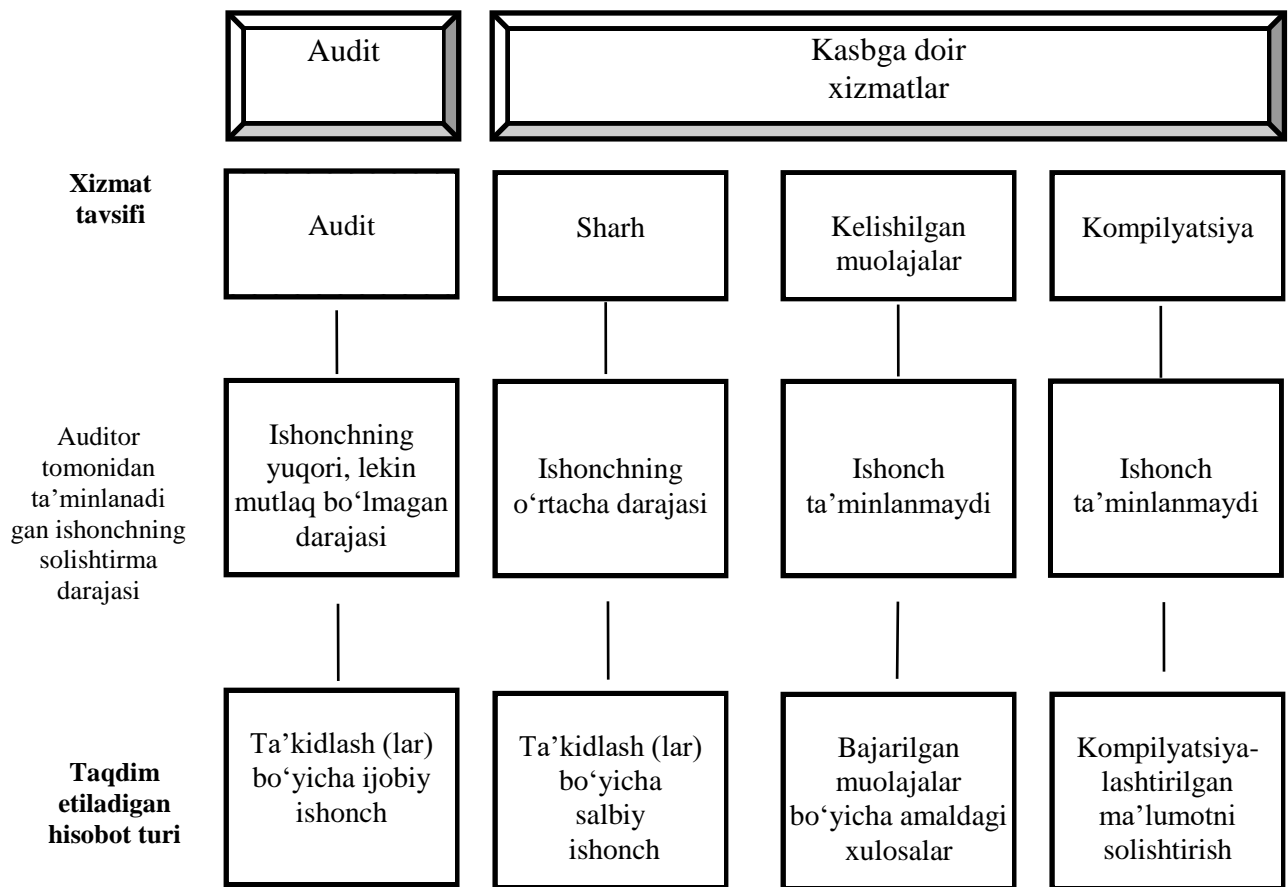 Audit
Kasbga doir
xizmatlar
Xizmat
tavsifi
Audit
Sharh
Kelishilgan
muolajalar
Kompilyatsiya
Auditor
tomonidan
ta’minlanadi
gan ishonchning
solishtirma
darajasi
Ishonchning
yuqori, lekin
mutlaq bo‘lmagan
darajasi
Ishonchning
o‘rtacha darajasi
Ishonch
ta’minlanmaydi
Ishonch
ta’minlanmaydi
Taqdim
etiladigan
hisobot turi
Ta’kidlash (lar)
bo‘yicha ijobiy
ishonch
Ta’kidlash (lar)
bo‘yicha
salbiy
ishonch
Bajarilgan
muolajalar
bo‘yicha amaldagi
xulosalar
Kompilyatsiya-
lashtirilgan
ma’lumotni
solishtirish